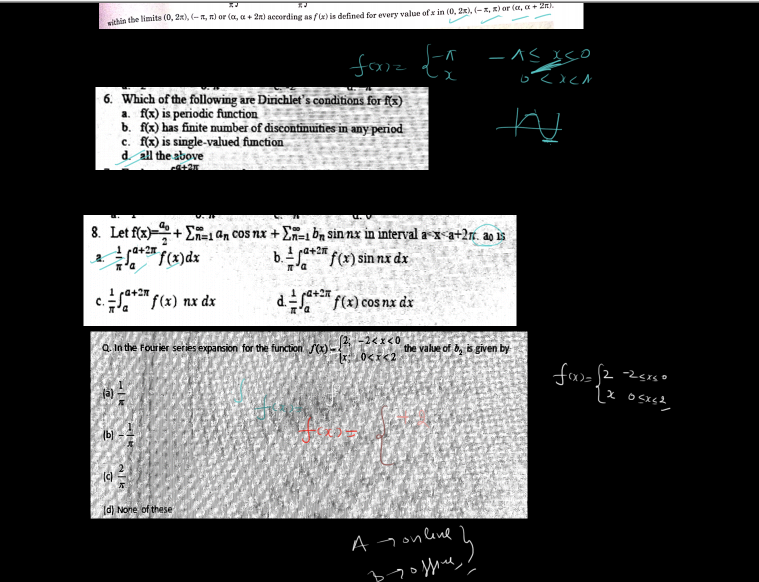 within the limits (0, 2π), (– π, π) or (α, α + 2π) according as f (x) is defined for every value of x in (0, 2π), (– π, π) or (α, α + 2π).
f(x) = { -π -π ≤ x < 0
x 0 < x < π
6. Which of the following are Dirichlet's conditions for f(x)
a. f(x) is periodic function
b. f(x) has finite number of discontinuities in any period
c. f(x) is single-valued function
d. all the above
8. Let f(x)=a₀/2 + Σ∞n=1 aₙ cos nx + Σ∞n=1 bₙ sin nx in interval a<x<a+2π. a₀ is
a. 1/π ∫ₐᵃ⁺²π f(x)dx b. 1/π ∫ₐᵃ⁺²π f(x) sin nx dx
c. 1/π ∫ₐᵃ⁺²π f(x) nx dx d. 1/π ∫ₐᵃ⁺²π f(x) cos nx dx
Q. In the Fourier series expansion for the function f(x)={2; -2<x<0
x; 0<x<2 the value of b₂ is given by
f(x) = { 2 -2≤x≤0
x 0≤x≤2
(a) 1/π
(b) -1/π
f(x) =
(c) 2/π
(d) None of these
A → online }
B →